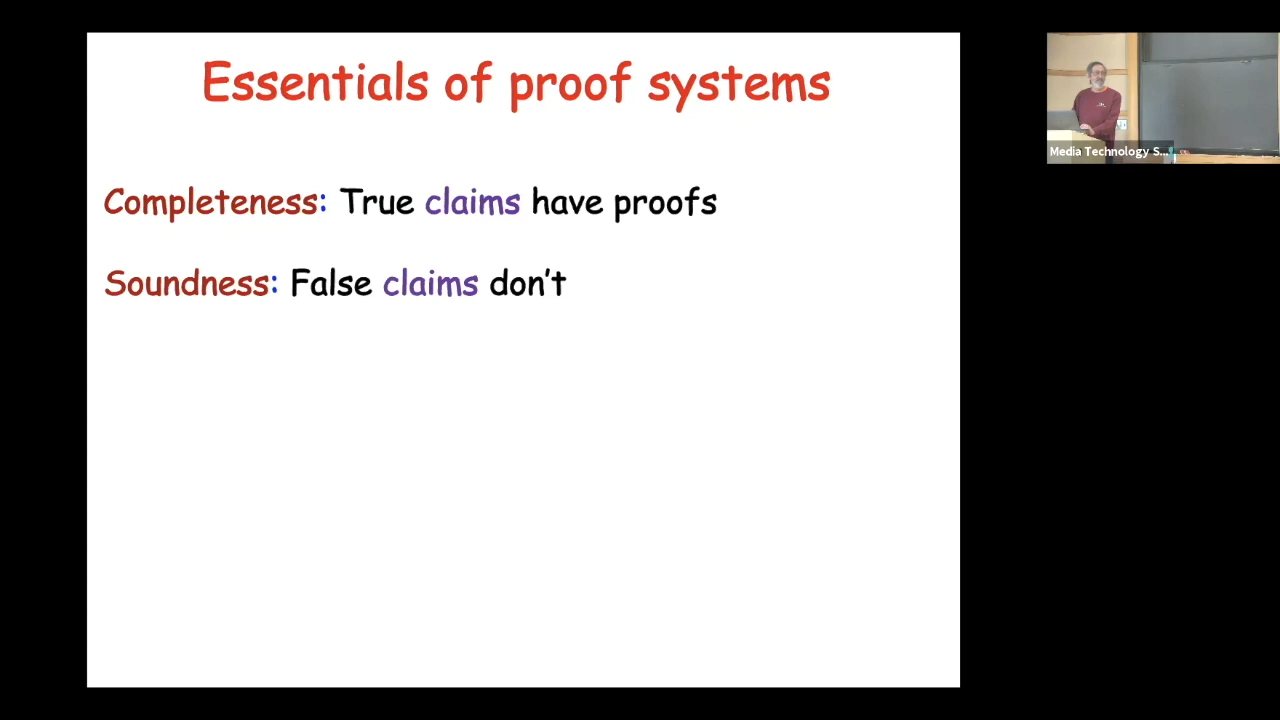 Essentials of proof systems
Completeness: True claims have proofs
Soundness: False claims don't
Media Technology S...